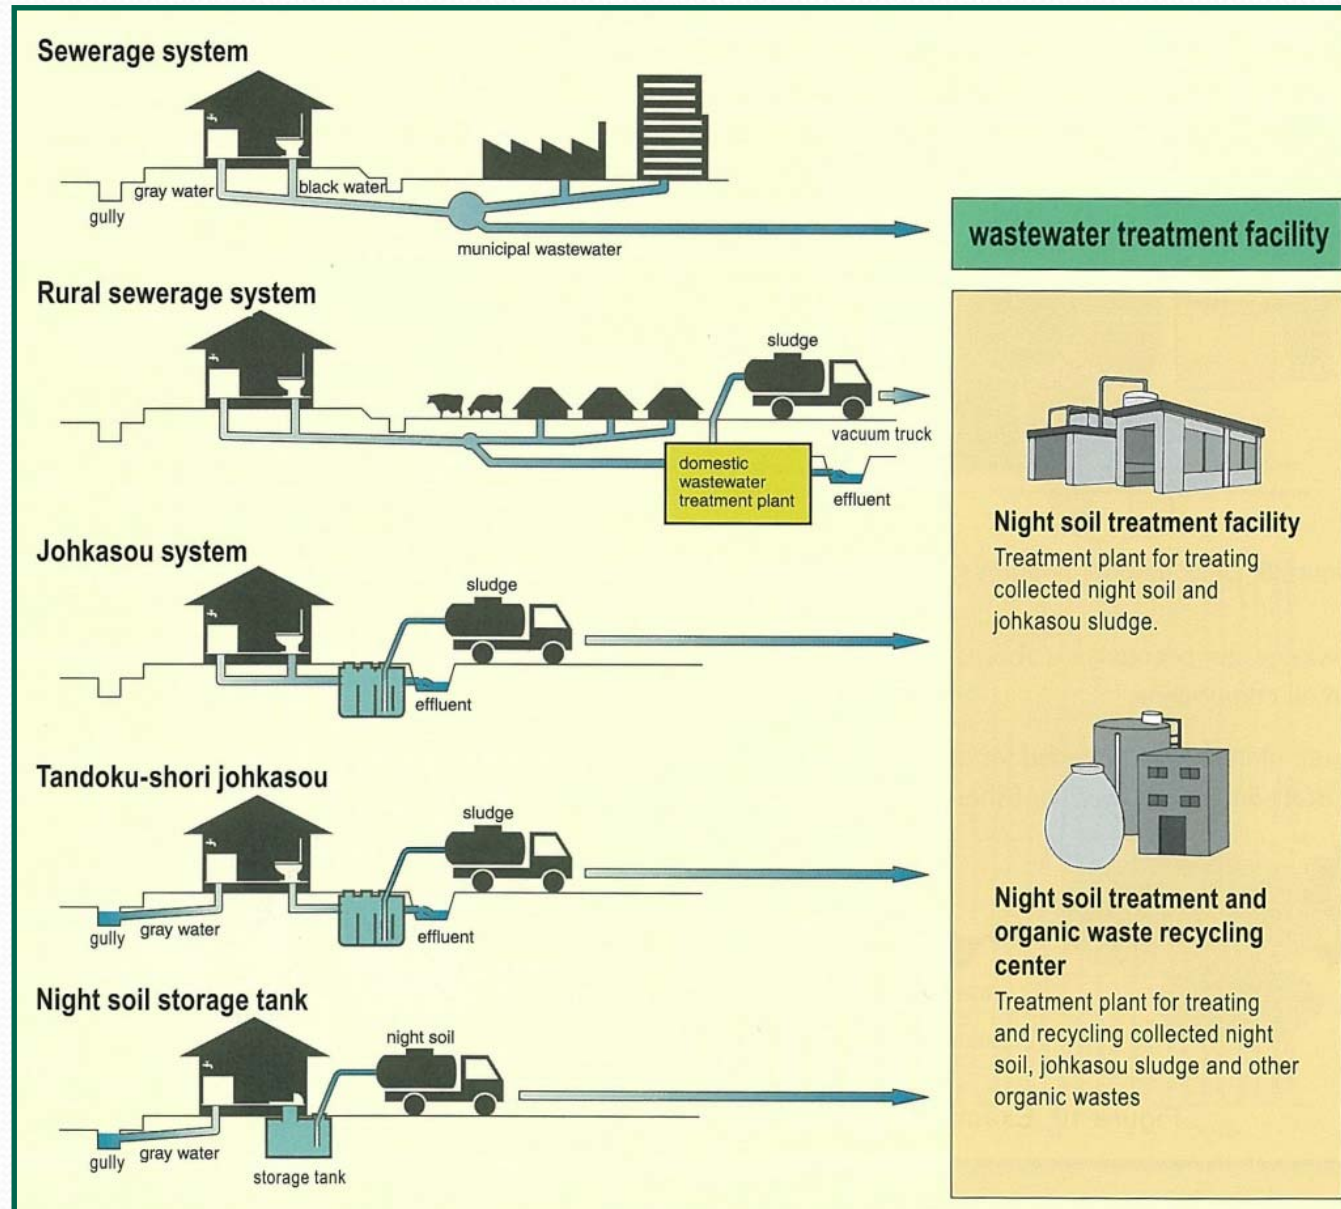 Sewerage system
gray water
black water
gully
municipal wastewater
wastewater treatment facility
Rural sewerage system
sludge
vacuum truck
domestic
wastewater
treatment plant
effluent
Johkasou system
sludge
effluent
Tandoku-shori johkasou
sludge
gully
gray water
effluent
Night soil storage tank
night soil
gully
gray water
storage tank
Night soil treatment facility
Treatment plant for treating
collected night soil and
johkasou sludge.
Night soil treatment and
organic waste recycling
center
Treatment plant for treating
and recycling collected night
soil, johkasou sludge and other
organic wastes